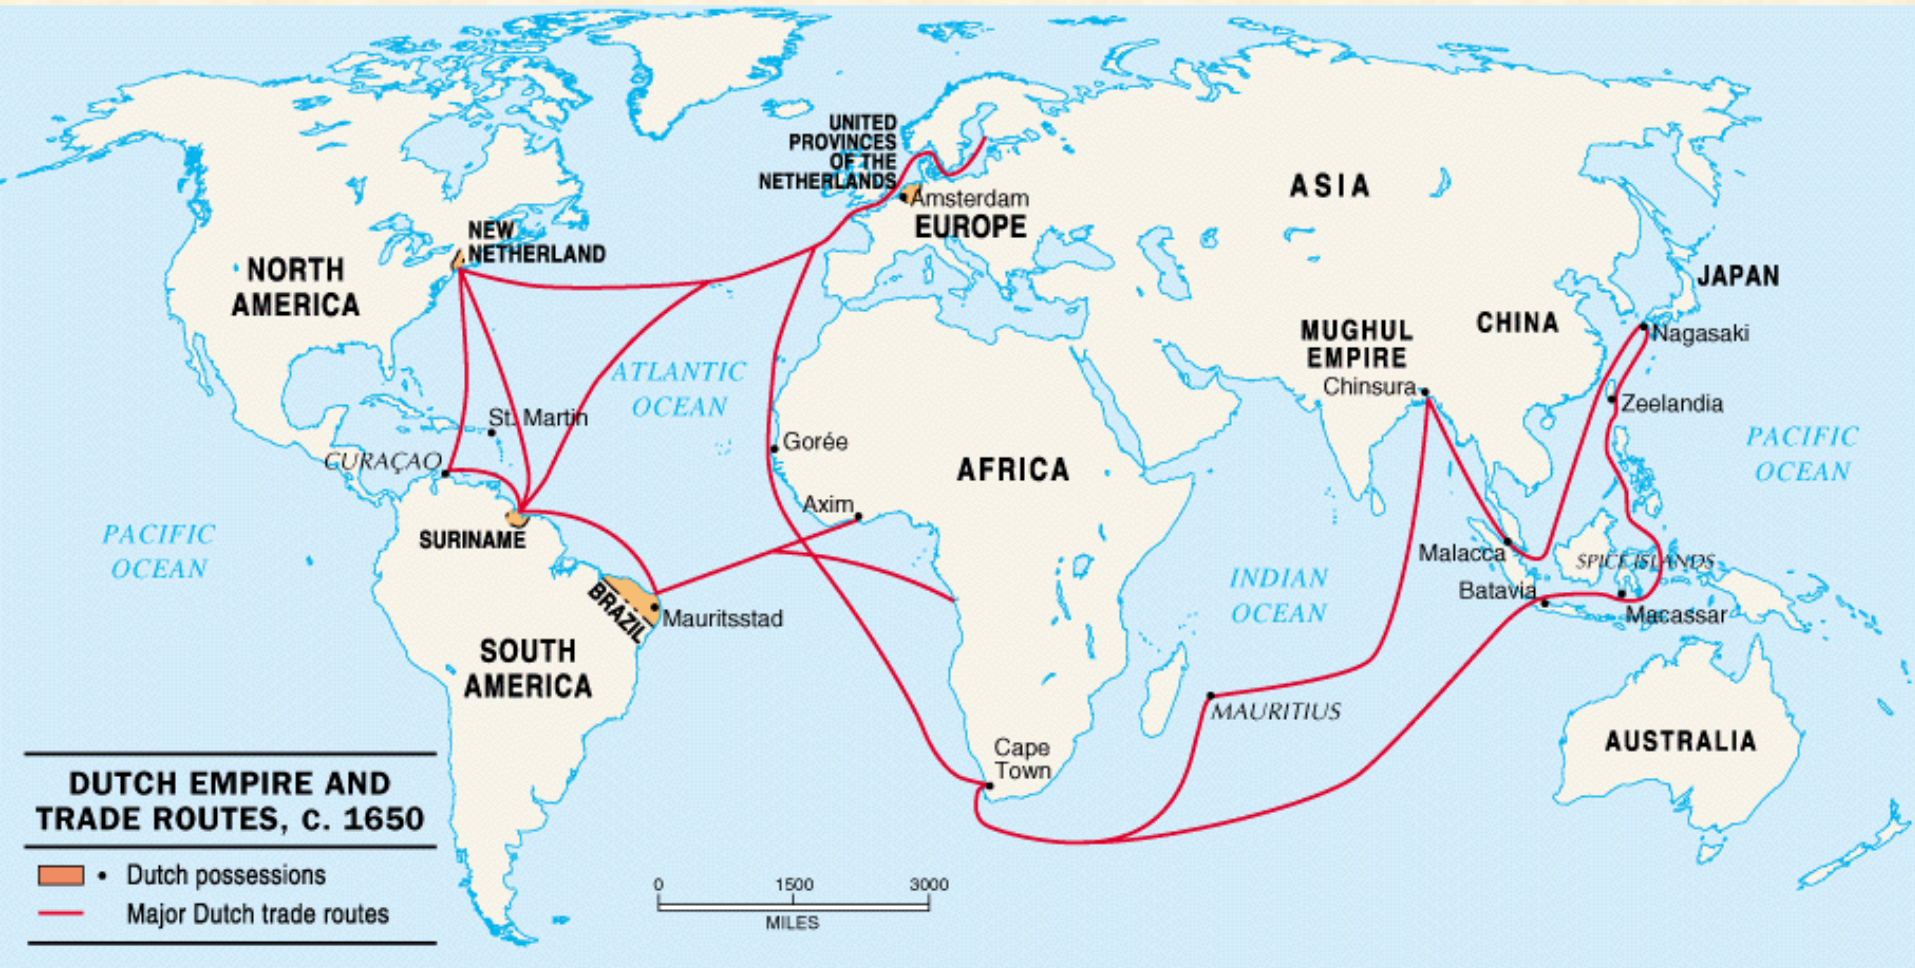 UNITED
PROVINCES
OF THE
NETHERLANDS
Amsterdam
EUROPE
ASIA
NEW
NETHERLAND
NORTH
AMERICA
JAPAN
CHINA
MUGHUL
EMPIRE
Nagasaki
Chinsura
Zeelandia
ATLANTIC
OCEAN
St. Martin
CURAÇAO
Gorée
AFRICA
PACIFIC
OCEAN
Axim
PACIFIC
OCEAN
SURINAME
Malacca
SPICE ISLANDS
Batavia
Macassar
INDIAN
OCEAN
BRAZIL
Mauritsstad
SOUTH
AMERICA
MAURITIUS
AUSTRALIA
Cape
Town
DUTCH EMPIRE AND
TRADE ROUTES, C. 1650
Dutch possessions
Major Dutch trade routes
0 1500 3000
MILES